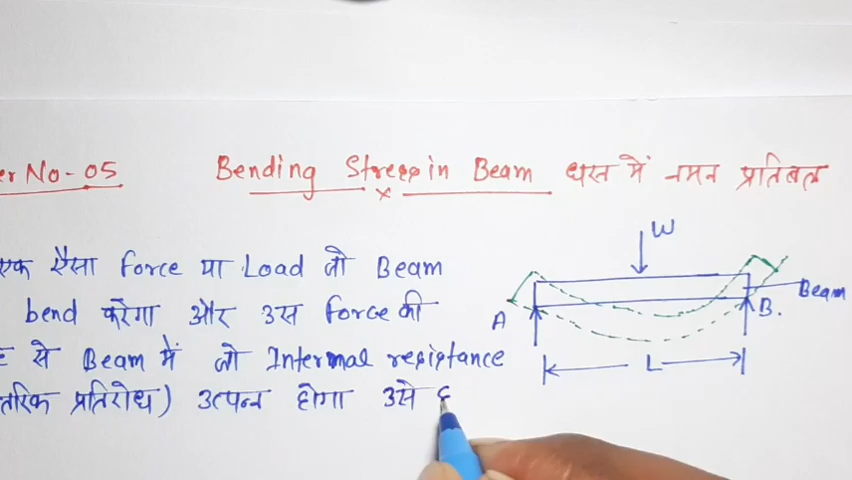 er No - 05 Bending Stress in Beam धरन में नमन प्रतिबल
W
एक ऐसा force या Load जो Beam
Beam
bend करेगा और उस force की
A
B.
से Beam में जो Internal resistance
L
तरिक प्रतिरोध) उत्पन्न होगा उसे